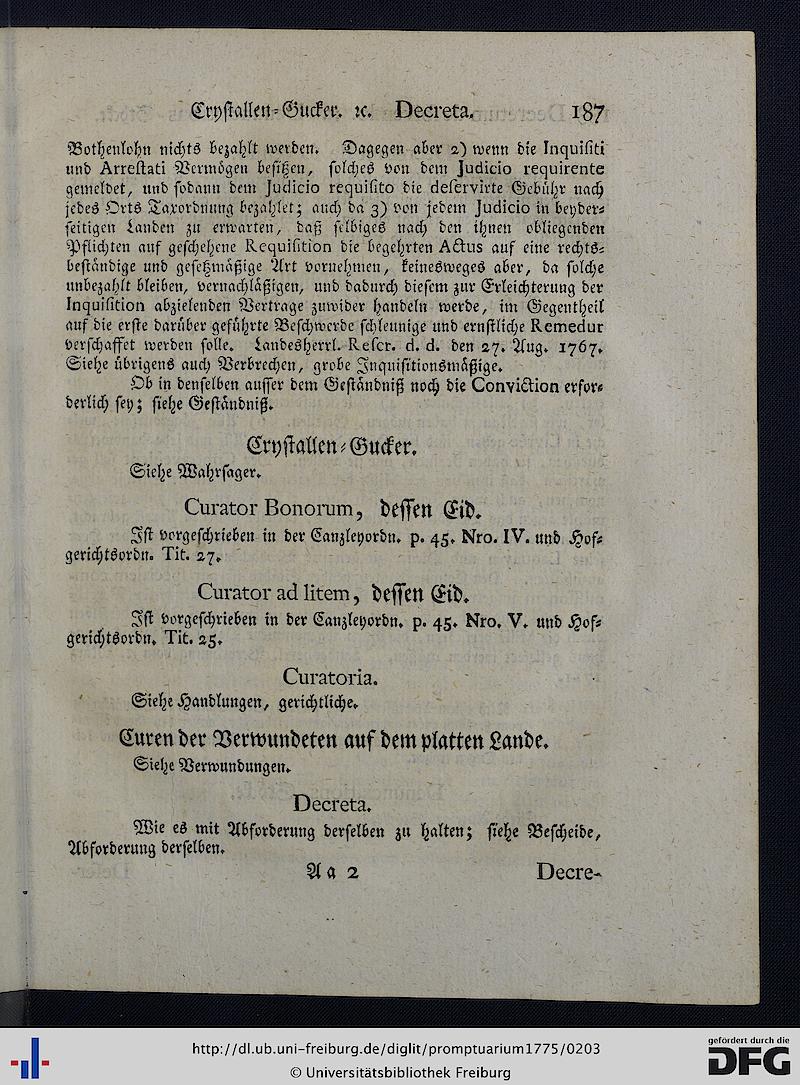 Crystallen-Gucker. ꝛc. Decreta. 187
Bothenlohn nichts bezahlt werden. Dagegen aber 2) wenn die Inquisiti
und Arrestati Vermögen besitzen, solches von dem Judicio requirente
gemeldet, und sodann dem Judicio requisito die deservirte Gebühr nach
jedes Orts Taxordnung bezahlet; auch da 3) von jedem Judicio in beyder-
seitigen Landen zu erwarten, daß selbiges nach den ihnen obliegenden
Pflichten auf geschehene Requisition die begehrten Actus auf eine rechts-
beständige und gesetzmäßige Art vornehmen, keinesweges aber, da solche
unbezahlt bleiben, vernachläßigen, und dadurch diesem zur Erleichterung der
Inquisition abzielenden Vertrage zuwider handeln werde, im Gegentheil
auf die erste darüber geführte Beschwerde schleunige und ernstliche Remedur
verschaffet werden solle. Landesherrl. Rescr. d. d. den 27. Aug. 1767.
Siehe übrigens auch Verbrechen, grobe Inquisitionsmäßige.
Ob in denselben ausser dem Geständniß noch die Conviction erfor-
derlich sey; siehe Geständniß.
Crystallen-Gucker.
Siehe Wahrsager.
Curator Bonorum, dessen Eid.
Ist vorgeschrieben in der Canzleyordn. p. 45. Nro. IV. und Hof-
gerichtsordn. Tit. 27.
Curator ad litem, dessen Eid.
Ist vorgeschrieben in der Canzleyordn. p. 45. Nro. V. und Hof-
gerichtsordn. Tit. 25.
Curatoria.
Siehe Handlungen, gerichtliche.
Curen der Verwundeten auf dem platten Lande.
Siehe Verwundungen.
Decreta.
Wie es mit Abforderung derselben zu halten; siehe Bescheide,
Abforderung derselben.
Aa 2 Decre-
http://dl.ub.uni-freiburg.de/diglit/promptuarium1775/0203
© Universitätsbibliothek Freiburg
gefördert durch die
DFG